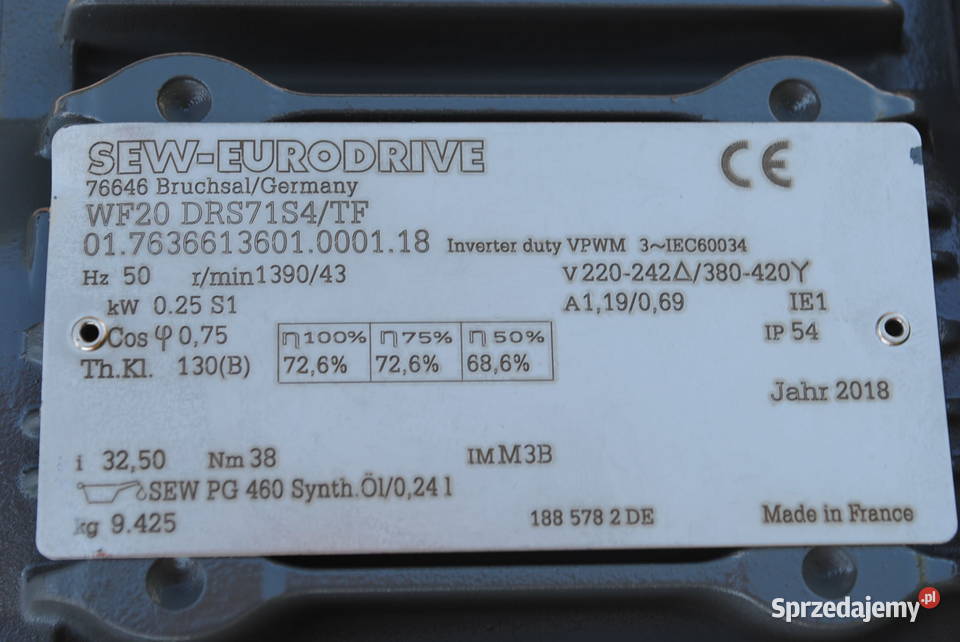 SEW-EURODRIVE
CE
76646 Bruchsal/Germany
WF20 DRS71S4/TF
01.7636613601.0001.18 Inverter duty VPWM 3~IEC60034
Hz 50 r/min 1390/43 V 220-242Δ/380-420Y
kW 0.25 S1 A 1,19/0,69 IE1
Cos φ 0,75 η 100% η 75% η 50% IP 54
Th.Kl. 130(B) 72,6% 72,6% 68,6%
Jahr 2018
i 32,50 Nm 38 IM M3B
SEW PG 460 Synth.Öl/0,24 l
kg 9.425 188 578 2 DE Made in France
Sprzedajemy.pl